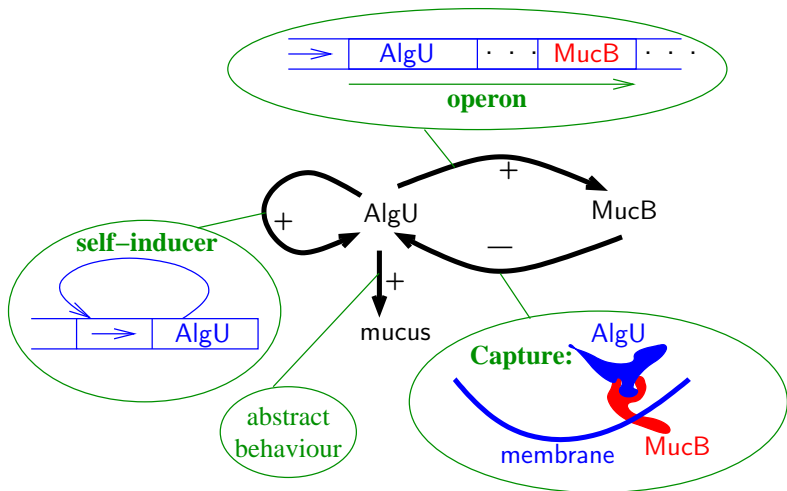 AlgU · · · MucB · · ·
operon
+
AlgU
MucB
+
self−inducer
−
+
AlgU
mucus
AlgU
Capture:
abstract
behaviour
membrane
MucB